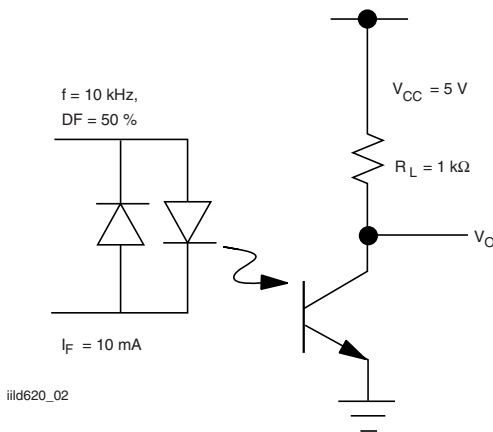 f = 10 kHz,
DF = 50 %
V_CC = 5 V
R_L = 1 kΩ
V_O
I_F = 10 mA
iild620_02